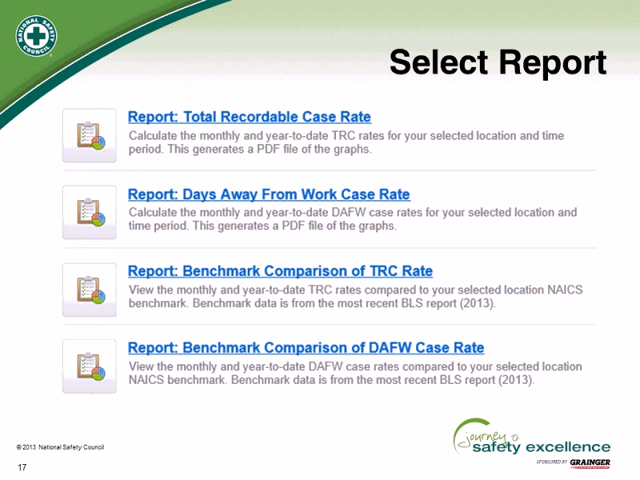 NATIONAL SAFETY COUNCIL
Select Report
Report: Total Recordable Case Rate
Calculate the monthly and year-to-date TRC rates for your selected location and time
period. This generates a PDF file of the graphs.
Report: Days Away From Work Case Rate
Calculate the monthly and year-to-date DAFW case rates for your selected location and
time period. This generates a PDF file of the graphs.
Report: Benchmark Comparison of TRC Rate
View the monthly and year-to-date TRC rates compared to your selected location NAICS
benchmark. Benchmark data is from the most recent BLS report (2013).
Report: Benchmark Comparison of DAFW Case Rate
View the monthly and year-to-date DAFW case rates compared to your selected location
NAICS benchmark. Benchmark data is from the most recent BLS report (2013).
© 2013 National Safety Council
journey to
safety excellence
SPONSORED BY GRAINGER
17